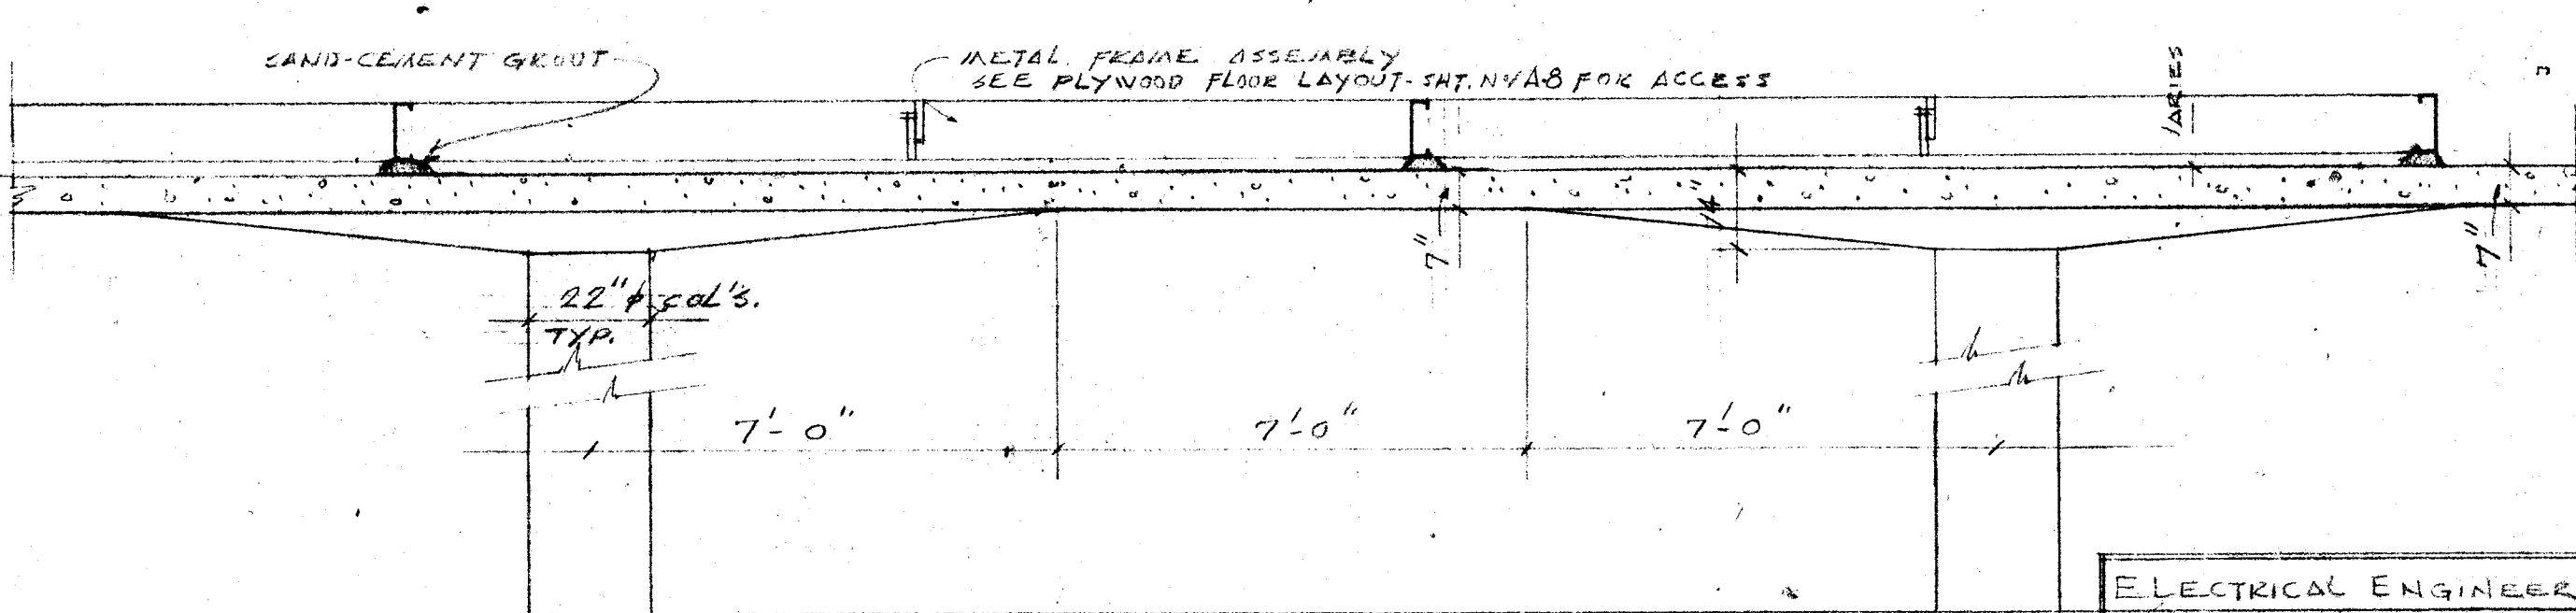 SAND-CEMENT GROUT
METAL FRAME ASSEMBLY
SEE PLYWOOD FLOOR LAYOUT-SHT. NVA8 FOR ACCESS
VARIES
7"
14"
7"
22"⌀ COL'S.
TYP.
7'-0"
7'-0"
7'-0"
ELECTRICAL ENGINEER